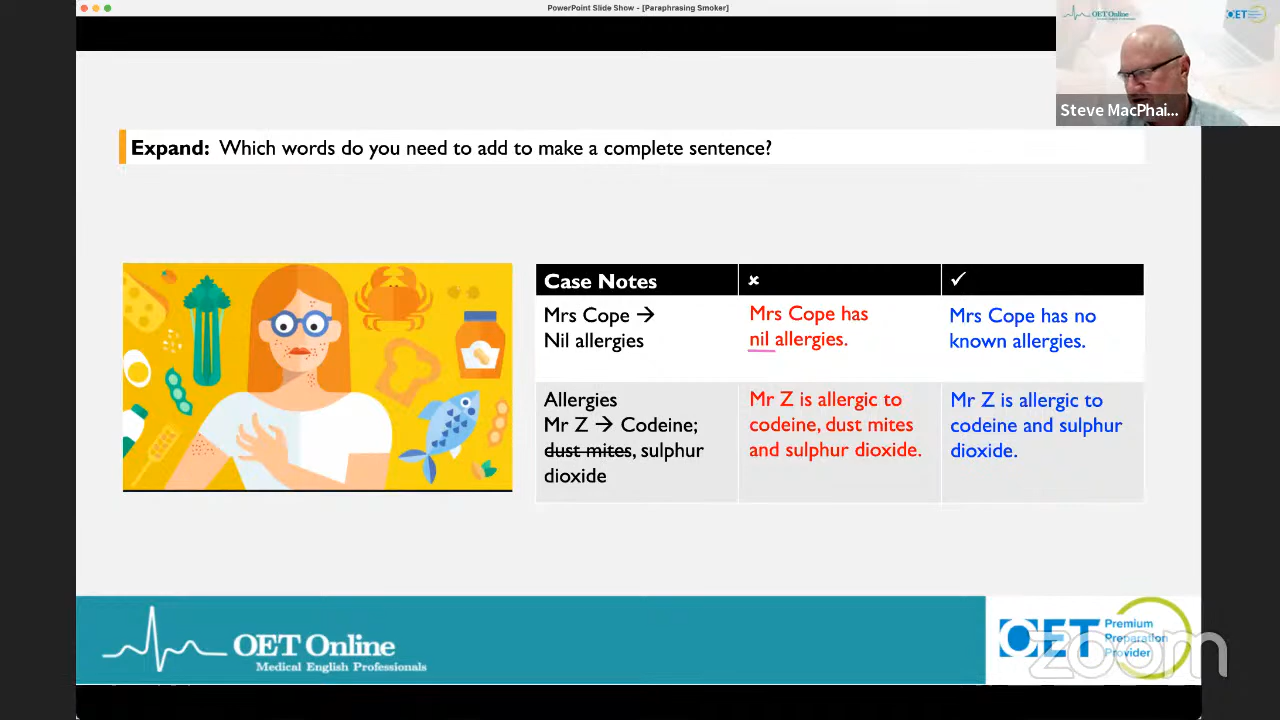 PowerPoint Slide Show - [Paraphrasing Smoker]
OET Online
OET
Steve MacPhai...
Expand: Which words do you need to add to make a complete sentence?
Case Notes × ✓
Mrs Cope →
Nil allergies
Mrs Cope has
nil allergies.
Mrs Cope has no
known allergies.
Allergies
Mr Z → Codeine;
dust mites, sulphur
dioxide
Mr Z is allergic to
codeine, dust mites
and sulphur dioxide.
Mr Z is allergic to
codeine and sulphur
dioxide.
OET Online
Medical English Professionals
OET
Premium
Preparation
Provider
zoom